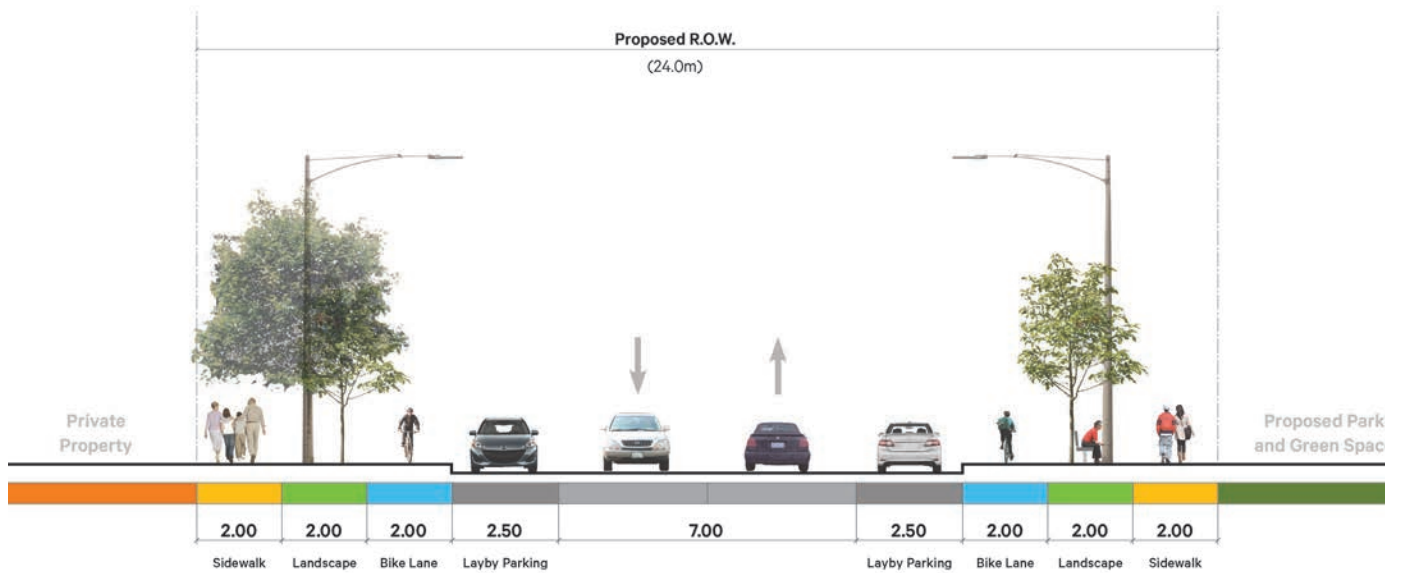 Proposed R.O.W.
(24.0m)
Private
Property
Proposed Park
and Green Spac
2.00
2.00
2.00
2.50
7.00
2.50
2.00
2.00
2.00
Sidewalk
Landscape
Bike Lane
Layby Parking
Layby Parking
Bike Lane
Landscape
Sidewalk